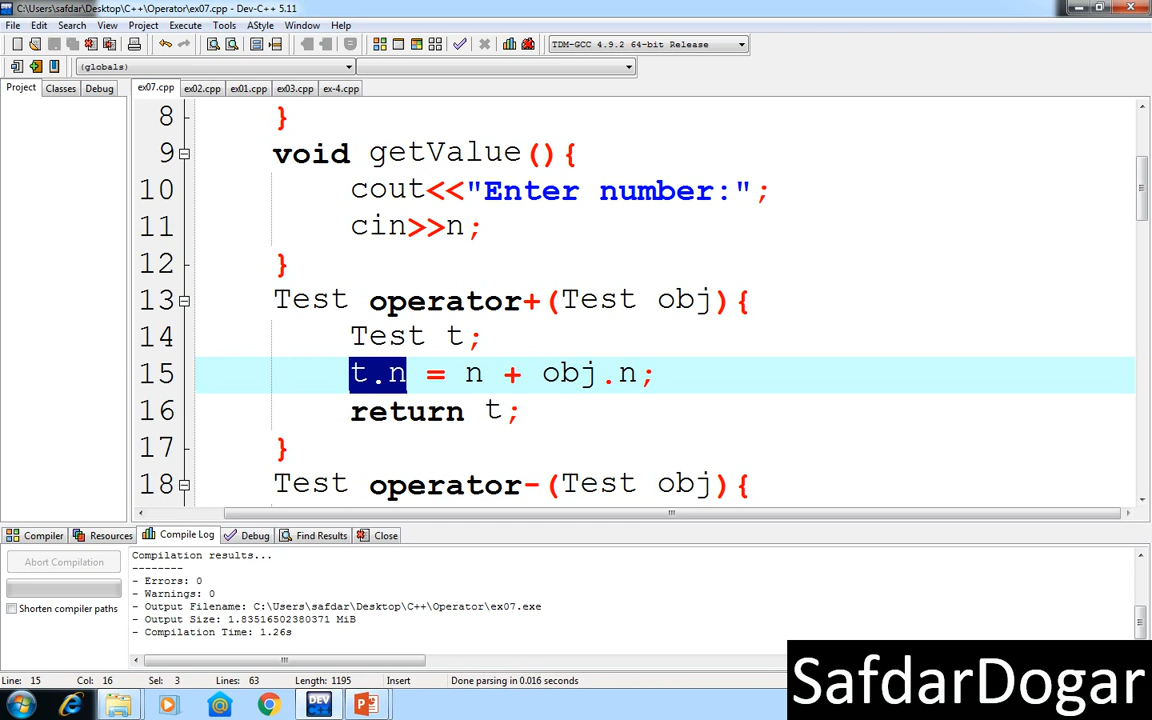 C:\Users\safdar\Desktop\C++\Operator\ex07.cpp - Dev-C++ 5.11
File Edit Search View Project Execute Tools AStyle Window Help
TDM-GCC 4.9.2 64-bit Release
(globals)
Project Classes Debug ex07.cpp ex02.cpp ex01.cpp ex03.cpp ex-4.cpp
8 }
9 void getValue(){
10 cout<<"Enter number:";
11 cin>>n;
12 }
13 Test operator+(Test obj){
14 Test t;
15 t.n = n + obj.n;
16 return t;
17 }
18 Test operator-(Test obj){
Compiler Resources Compile Log Debug Find Results Close
Abort Compilation
Shorten compiler paths
Compilation results...
--------
- Errors: 0
- Warnings: 0
- Output Filename: C:\Users\safdar\Desktop\C++\Operator\ex07.exe
- Output Size: 1.83516502380371 MiB
- Compilation Time: 1.26s
Line: 15 Col: 16 Sel: 3 Lines: 63 Length: 1195 Insert Done parsing in 0.016 seconds
DEV
SafdarDogar